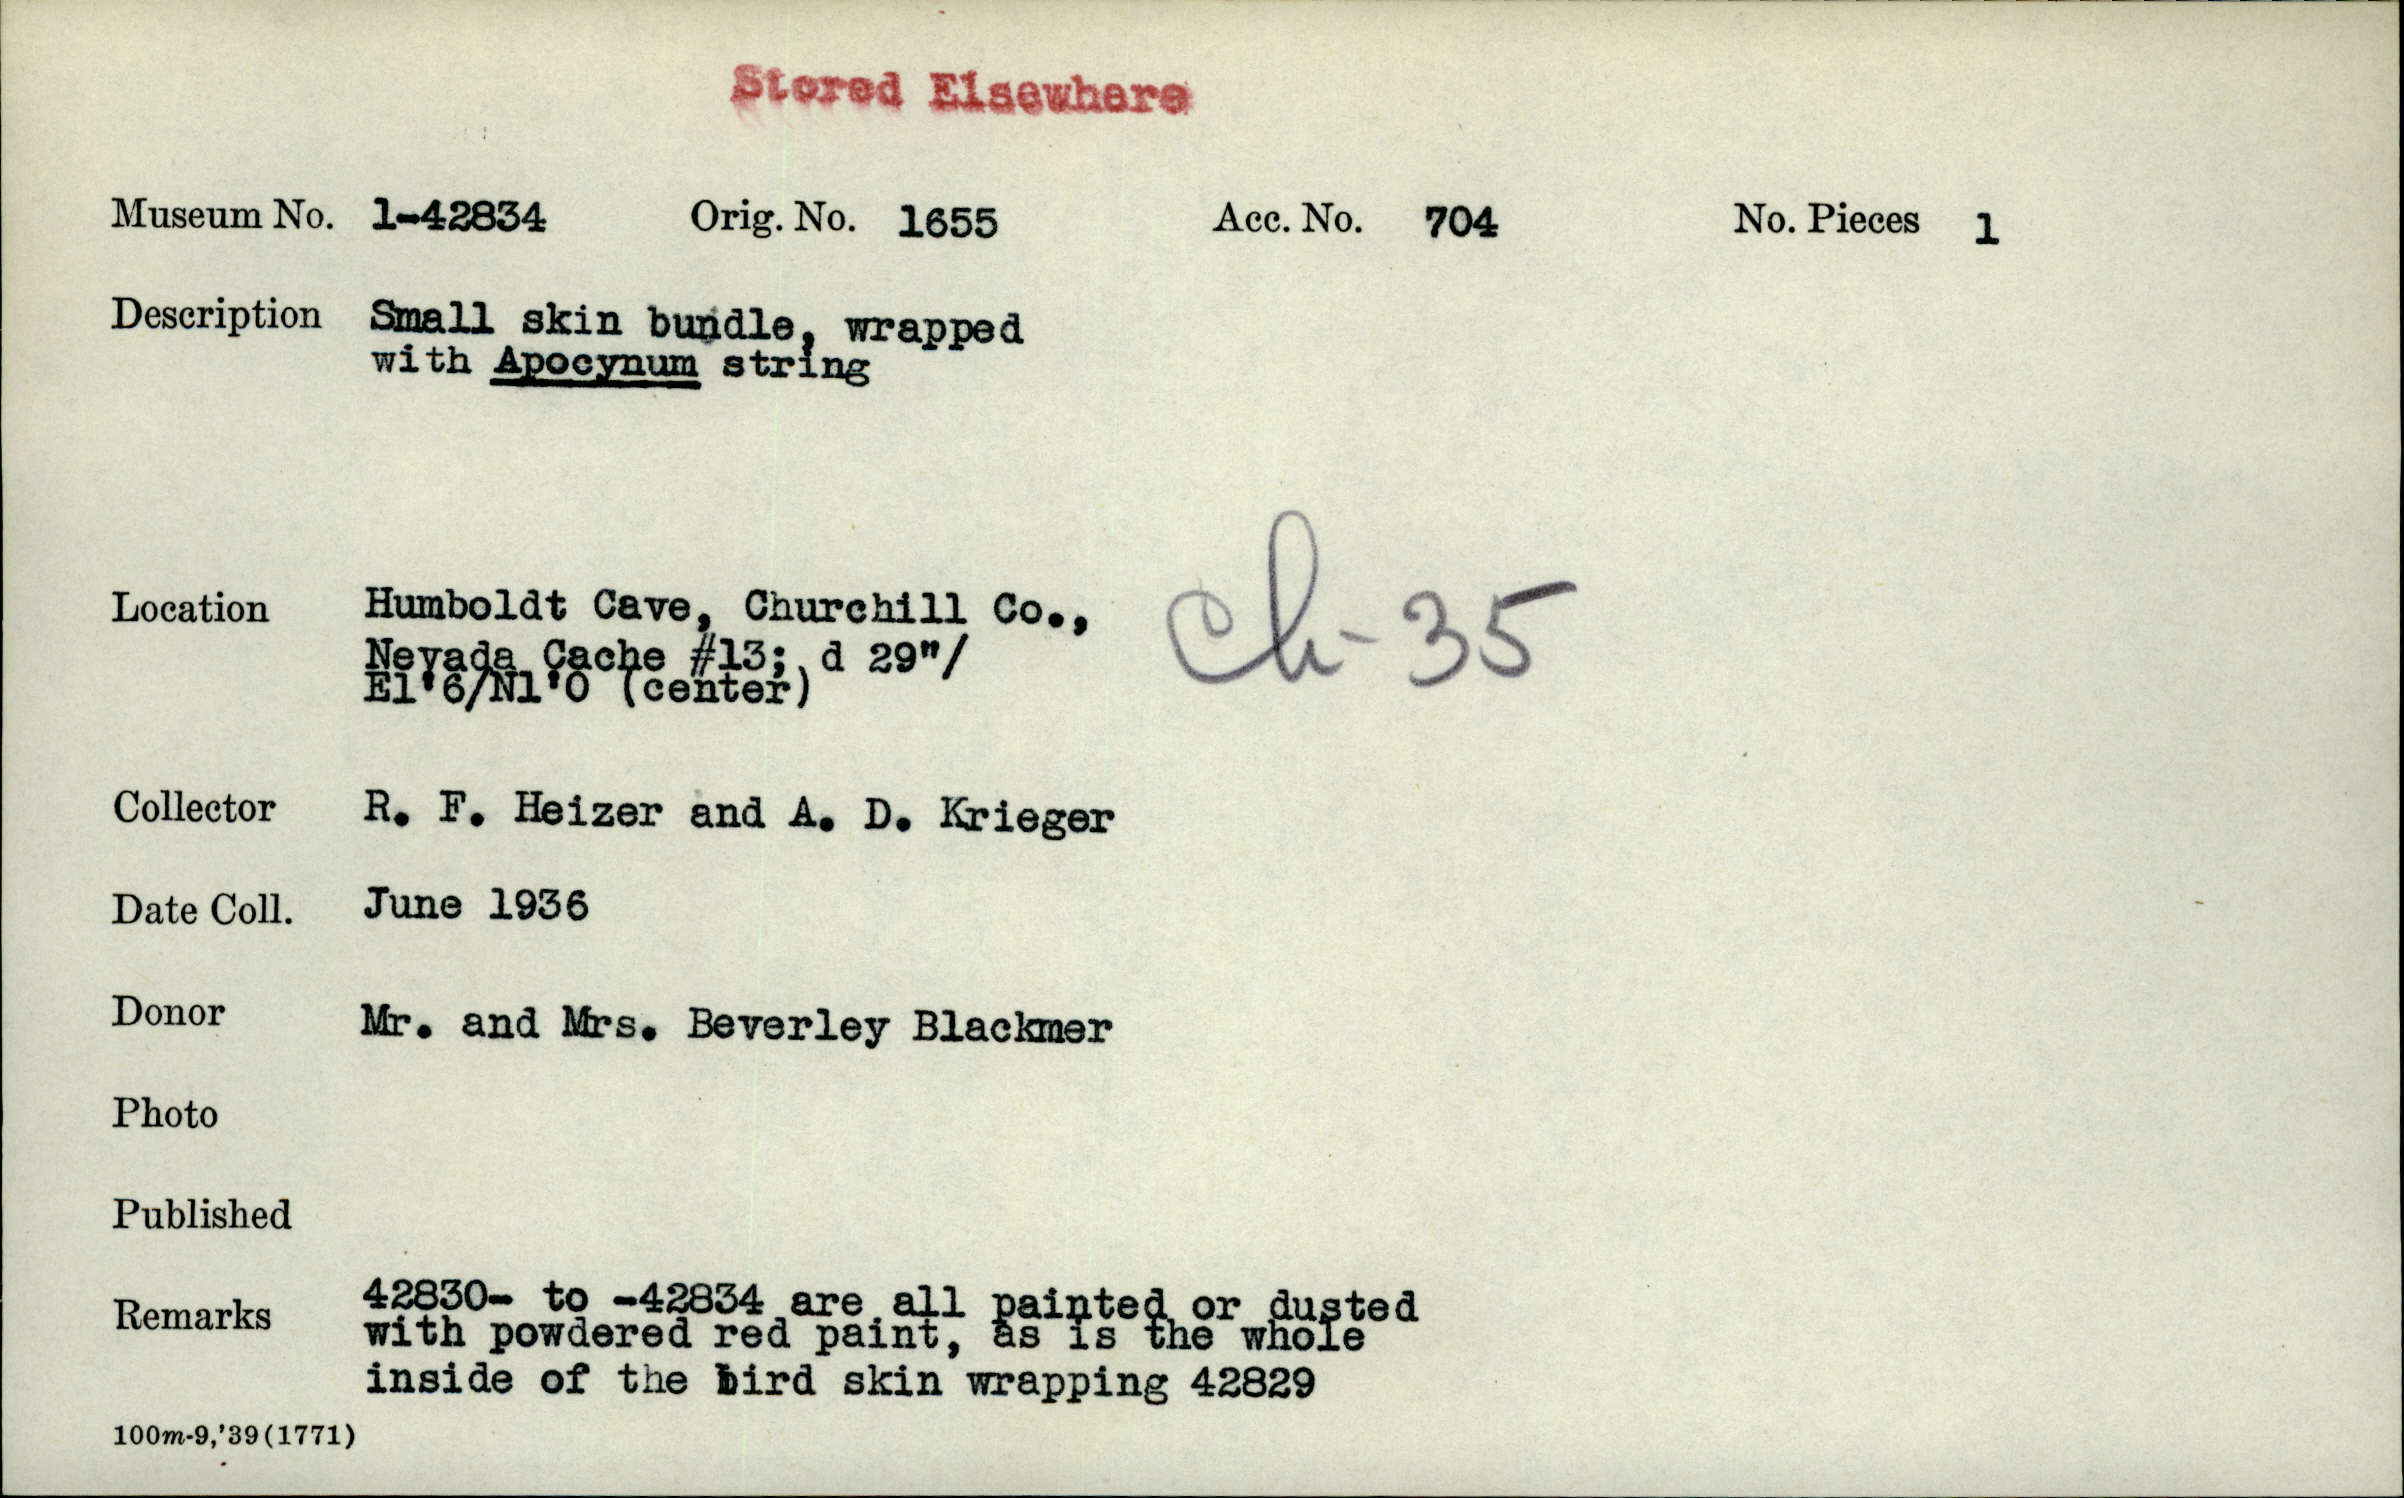 Stored Elsewhere
Museum No. 1-42834 Orig. No. 1655 Acc. No. 704 No. Pieces 1
Description Small skin bundle, wrapped
with Apocynum string
Location Humboldt Cave, Churchill Co.,
Nevada Cache #13; d 29"/
E1'6/N1'0 (center)
Ch-35
Collector R. F. Heizer and A. D. Krieger
Date Coll. June 1936
Donor Mr. and Mrs. Beverley Blackmer
Photo
Published
Remarks 42830- to -42834 are all painted or dusted
with powdered red paint, as is the whole
inside of the bird skin wrapping 42829
100m-9,'39(1771)